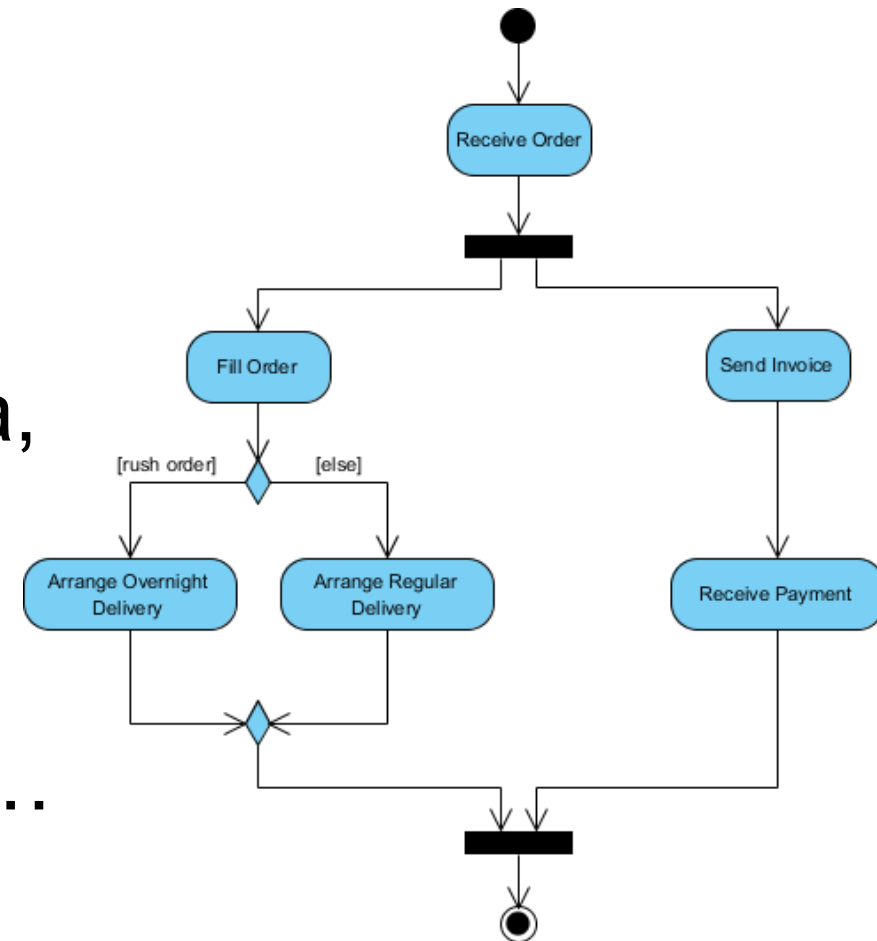 Receive Order
Fill Order
Send Invoice
a,
[rush order]
[else]
Arrange Overnight
Delivery
Arrange Regular
Delivery
Receive Payment
..